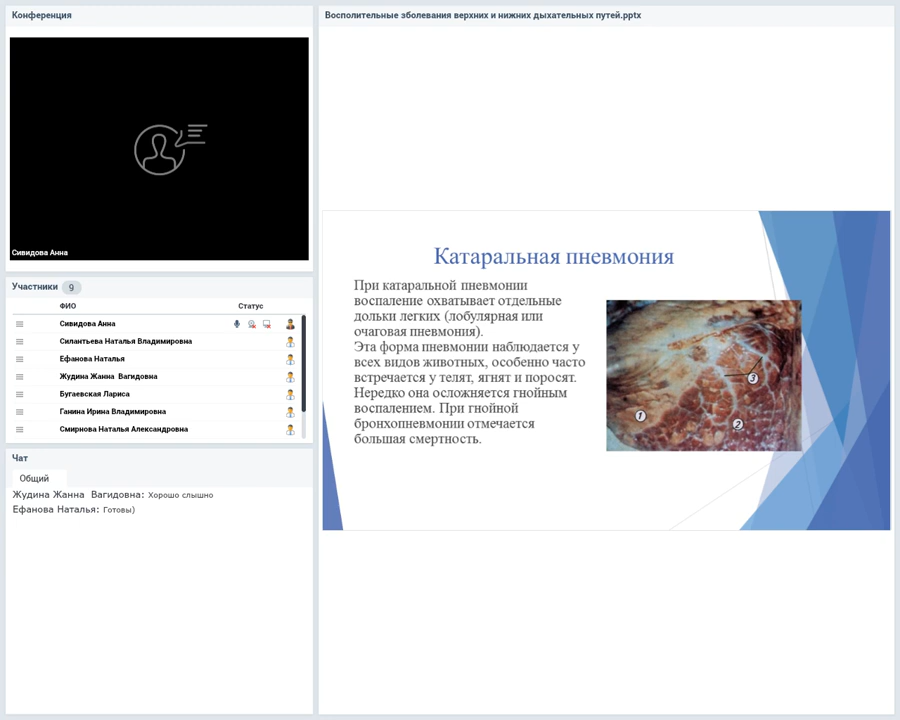 Конференция
Сивидова Анна
Участники 9
ФИО Статус
Сивидова Анна
Силантьева Наталья Владимировна
Ефанова Наталья
Жудина Жанна Вагидовна
Бугаевская Лариса
Ганина Ирина Владимировна
Смирнова Наталья Александровна
Чат
Общий
Жудина Жанна Вагидовна: Хорошо слышно
Ефанова Наталья: Готовы)
Восполительные зболевания верхних и нижних дыхательных путей.pptx
Катаральная пневмония
При катаральной пневмонии
воспаление охватывает отдельные
дольки легких (лобулярная или
очаговая пневмония).
Эта форма пневмонии наблюдается у
всех видов животных, особенно часто
встречается у телят, ягнят и поросят.
Нередко она осложняется гнойным
воспалением. При гнойной
бронхопневмонии отмечается
большая смертность.
3
1
2